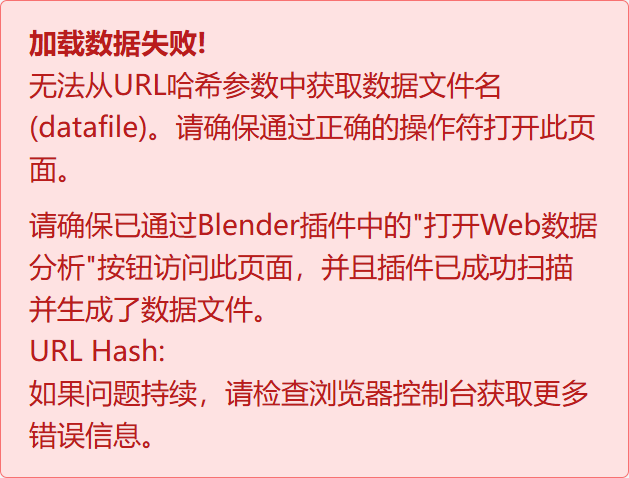 加载数据失败!
无法从URL哈希参数中获取数据文件名
(datafile)。请确保通过正确的操作符打开此页
面。
请确保已通过Blender插件中的"打开Web数据
分析"按钮访问此页面，并且插件已成功扫描
并生成了数据文件。
URL Hash:
如果问题持续，请检查浏览器控制台获取更多
错误信息。